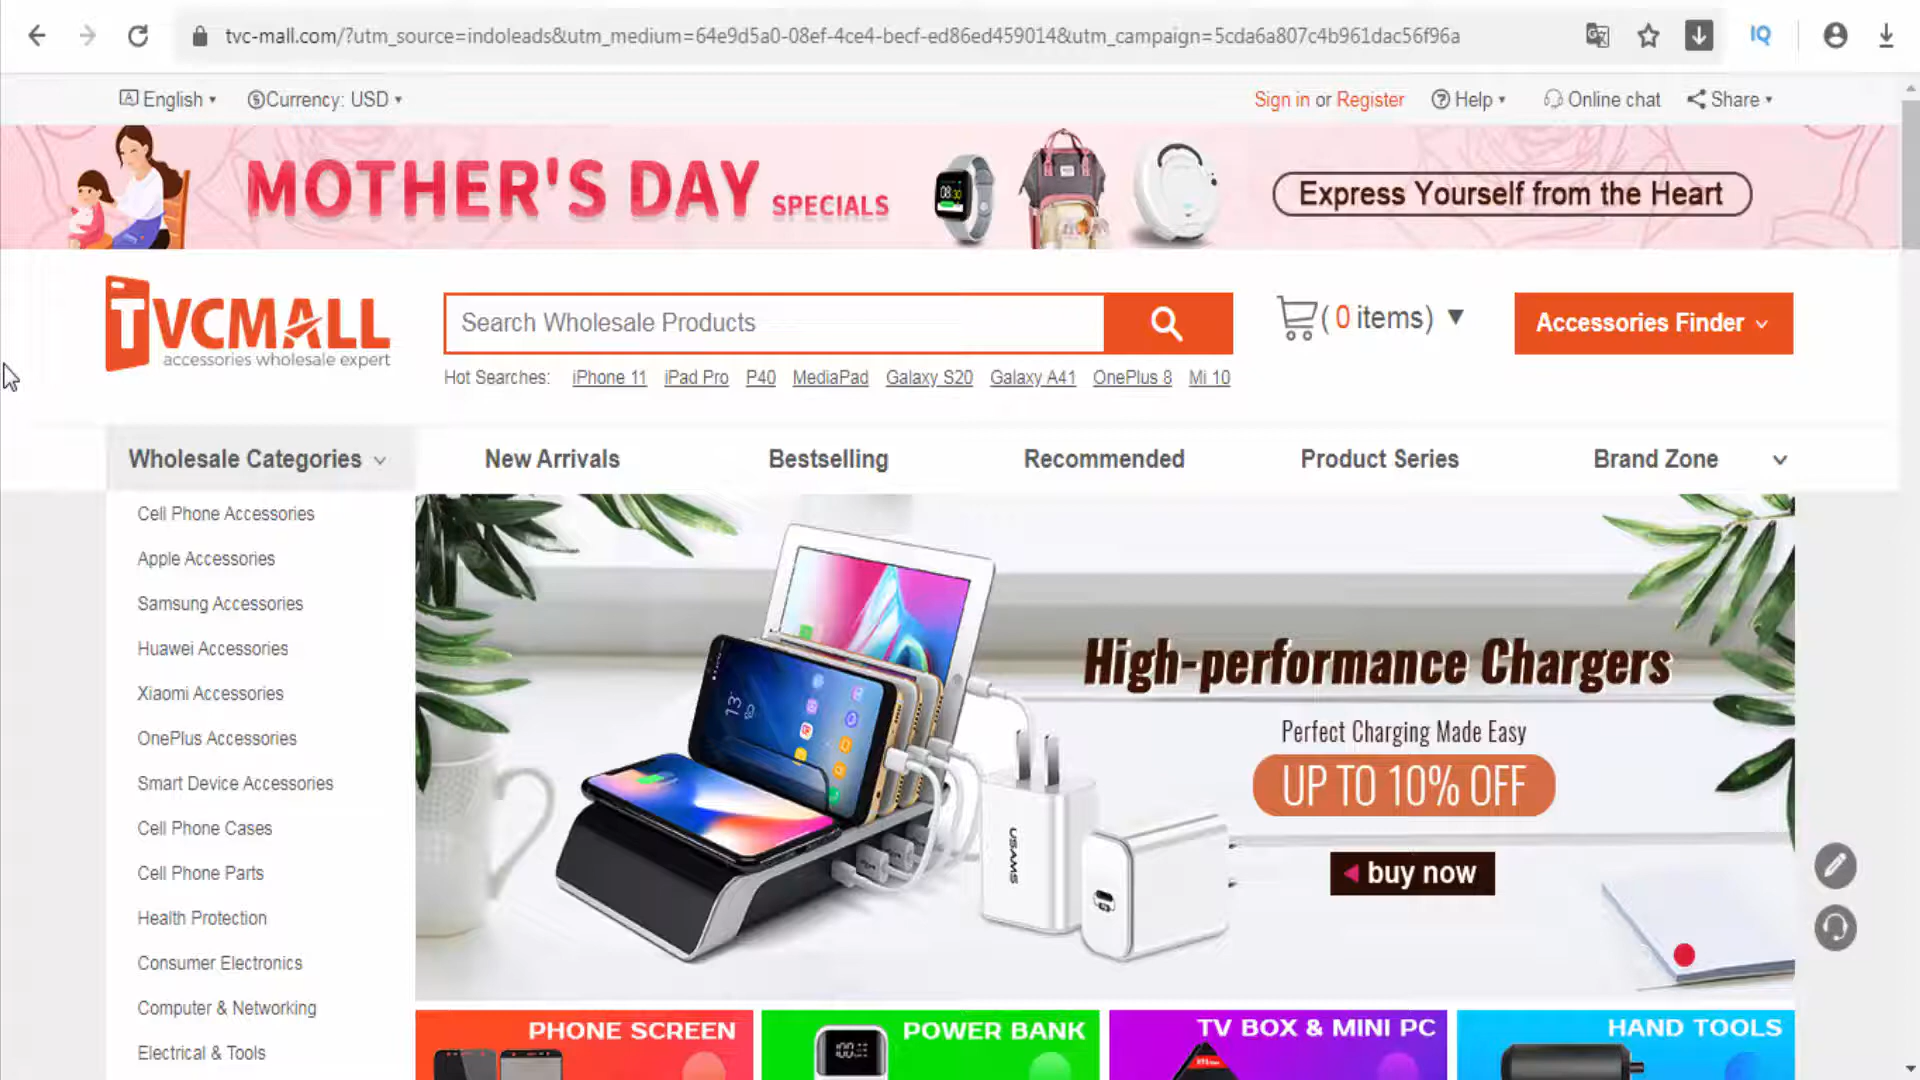 tvc-mall.com/?utm_source=indoleads&utm_medium=64e9d5a0-08ef-4ce4-becf-ed86ed459014&utm_campaign=5cda6a807c4b961dac56f96a
IQ
English
Currency: USD
Sign in or Register
Help
Online chat
Share
MOTHER'S DAY SPECIALS
08:30
Express Yourself from the Heart
TVCMALL
accessories wholesale expert
Search Wholesale Products
( 0 items)
Accessories Finder
Hot Searches: iPhone 11 iPad Pro P40 MediaPad Galaxy S20 Galaxy A41 OnePlus 8 Mi 10
Wholesale Categories
New Arrivals
Bestselling
Recommended
Product Series
Brand Zone
Cell Phone Accessories
Apple Accessories
Samsung Accessories
Huawei Accessories
Xiaomi Accessories
OnePlus Accessories
Smart Device Accessories
Cell Phone Cases
Cell Phone Parts
Health Protection
Consumer Electronics
Computer & Networking
Electrical & Tools
High-performance Chargers
Perfect Charging Made Easy
UP TO 10% OFF
buy now
USAMS
PHONE SCREEN
POWER BANK
TV BOX & MINI PC
HAND TOOLS